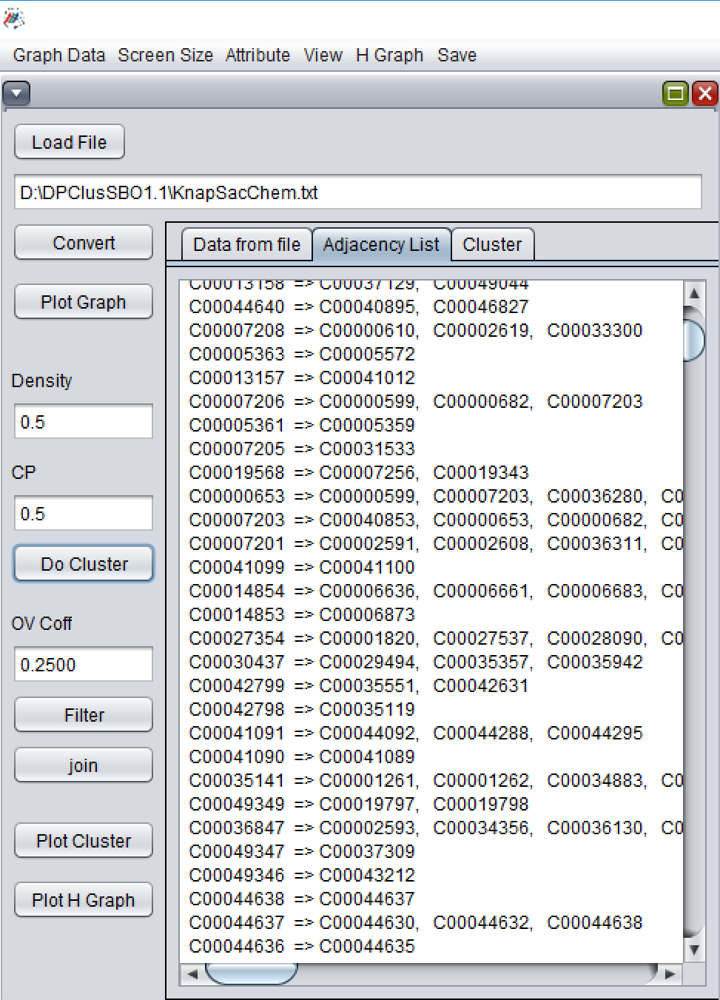 Graph Data Screen Size Attribute View H Graph Save
Load File
D:\DPClusSBO1.1\KnapSacChem.txt
Convert
Plot Graph
Density
0.5
CP
0.5
Do Cluster
OV Coff
0.2500
Filter
join
Plot Cluster
Plot H Graph
Data from file Adjacency List Cluster
C00013158 => C00037129, C00049044
C00044640 => C00040895, C00046827
C00007208 => C00000610, C00002619, C00033300
C00005363 => C00005572
C00013157 => C00041012
C00007206 => C00000599, C00000682, C00007203
C00005361 => C00005359
C00007205 => C00031533
C00019568 => C00007256, C00019343
C00000653 => C00000599, C00007203, C00036280, C0
C00007203 => C00040853, C00000653, C00000682, C0
C00007201 => C00002591, C00002608, C00036311, C0
C00041099 => C00041100
C00014854 => C00006636, C00006661, C00006683, C0
C00014853 => C00006873
C00027354 => C00001820, C00027537, C00028090, C0
C00030437 => C00029494, C00035357, C00035942
C00042799 => C00035551, C00042631
C00042798 => C00035119
C00041091 => C00044092, C00044288, C00044295
C00041090 => C00041089
C00035141 => C00001261, C00001262, C00034883, C0
C00049349 => C00019797, C00019798
C00036847 => C00002593, C00034356, C00036130, C0
C00049347 => C00037309
C00049346 => C00043212
C00044638 => C00044637
C00044637 => C00044630, C00044632, C00044638
C00044636 => C00044635